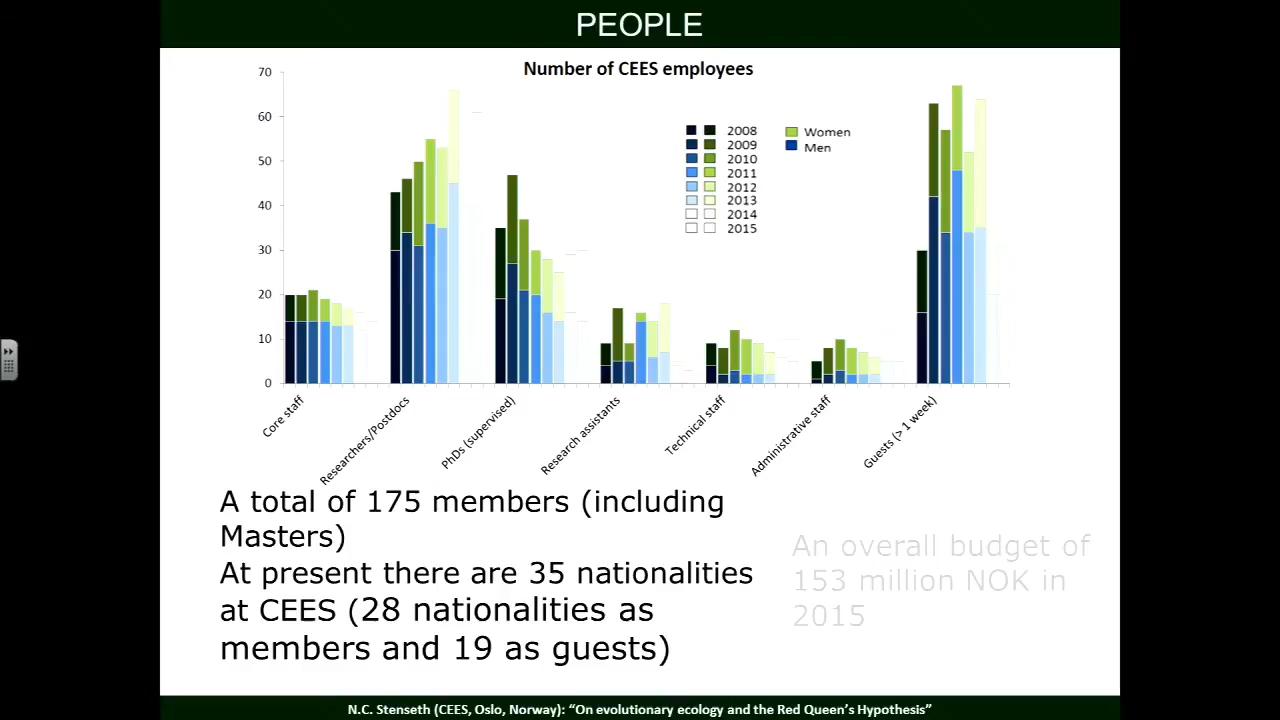 PEOPLE
Number of CEES employees
70
60
50
40
30
20
10
0
2008
2009
2010
2011
2012
2013
2014
2015
Women
Men
Core staff
Researchers/Postdocs
PhDs (supervised)
Research assistants
Technical staff
Administrative staff
Guests (> 1 week)
A total of 175 members (including
Masters)
At present there are 35 nationalities
at CEES (28 nationalities as
members and 19 as guests)
An overall budget of
153 million NOK in
2015
N.C. Stenseth (CEES, Oslo, Norway): “On evolutionary ecology and the Red Queen’s Hypothesis”